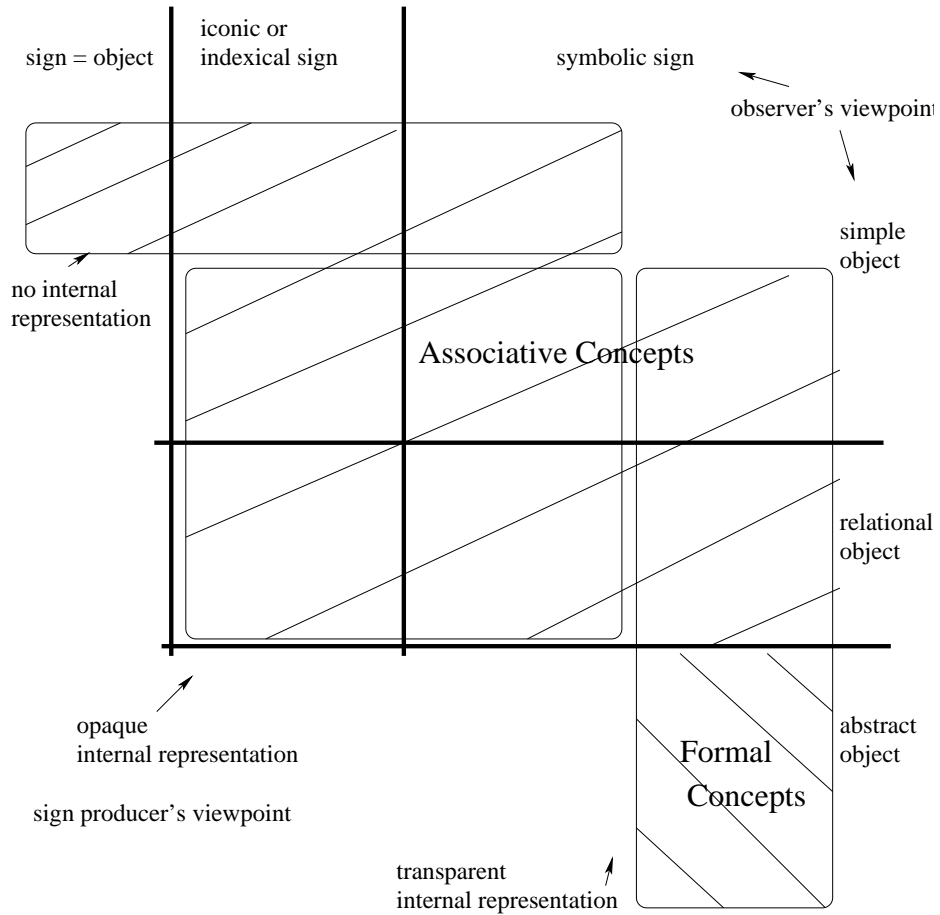 iconic or
sign = object
indexical sign
symbolic sign
observer's viewpoint
simple
object
no internal
representation
Associative Concepts
relational
object
opaque
internal representation
abstract
object
Formal
Concepts
sign producer's viewpoint
transparent
internal representation